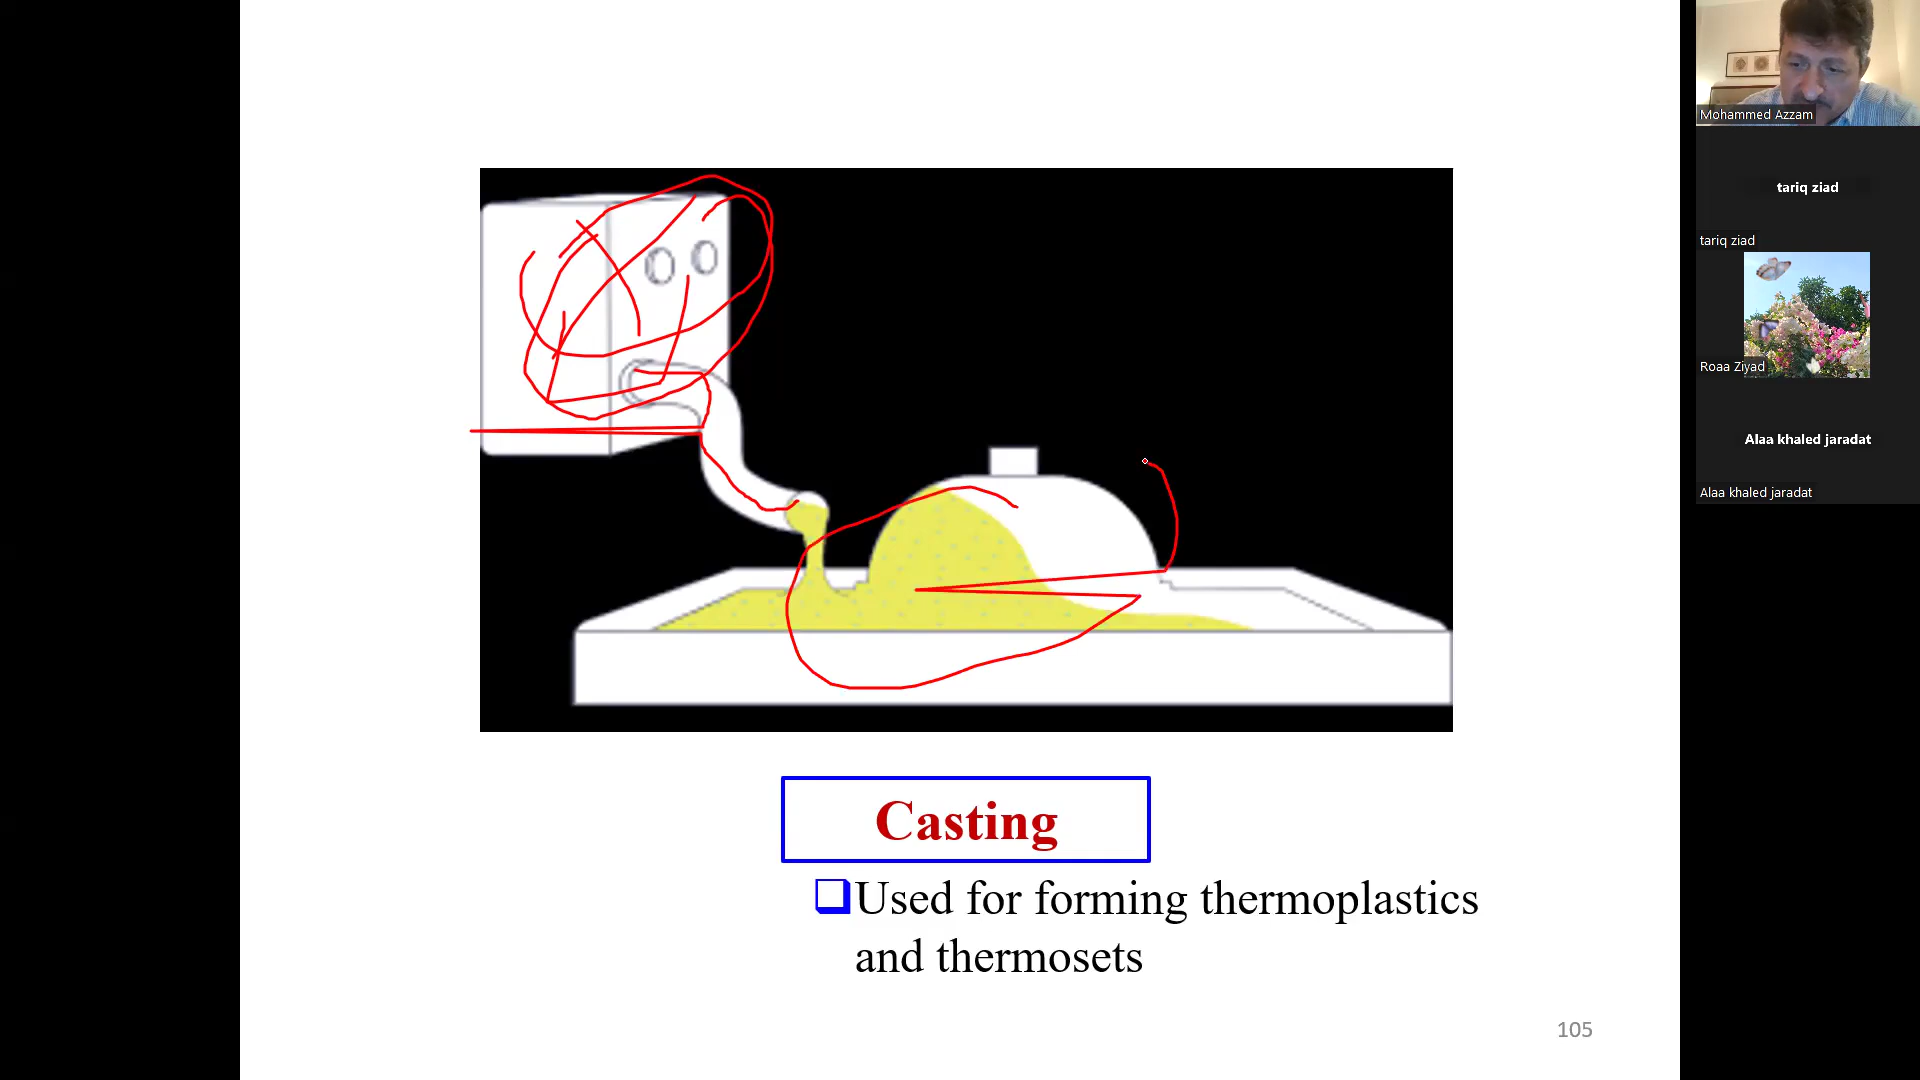 Casting
Used for forming thermoplastics
and thermosets
105
Mohammed Azzam
tariq ziad
tariq ziad
Roaa Ziyad
Alaa khaled jaradat
Alaa khaled jaradat